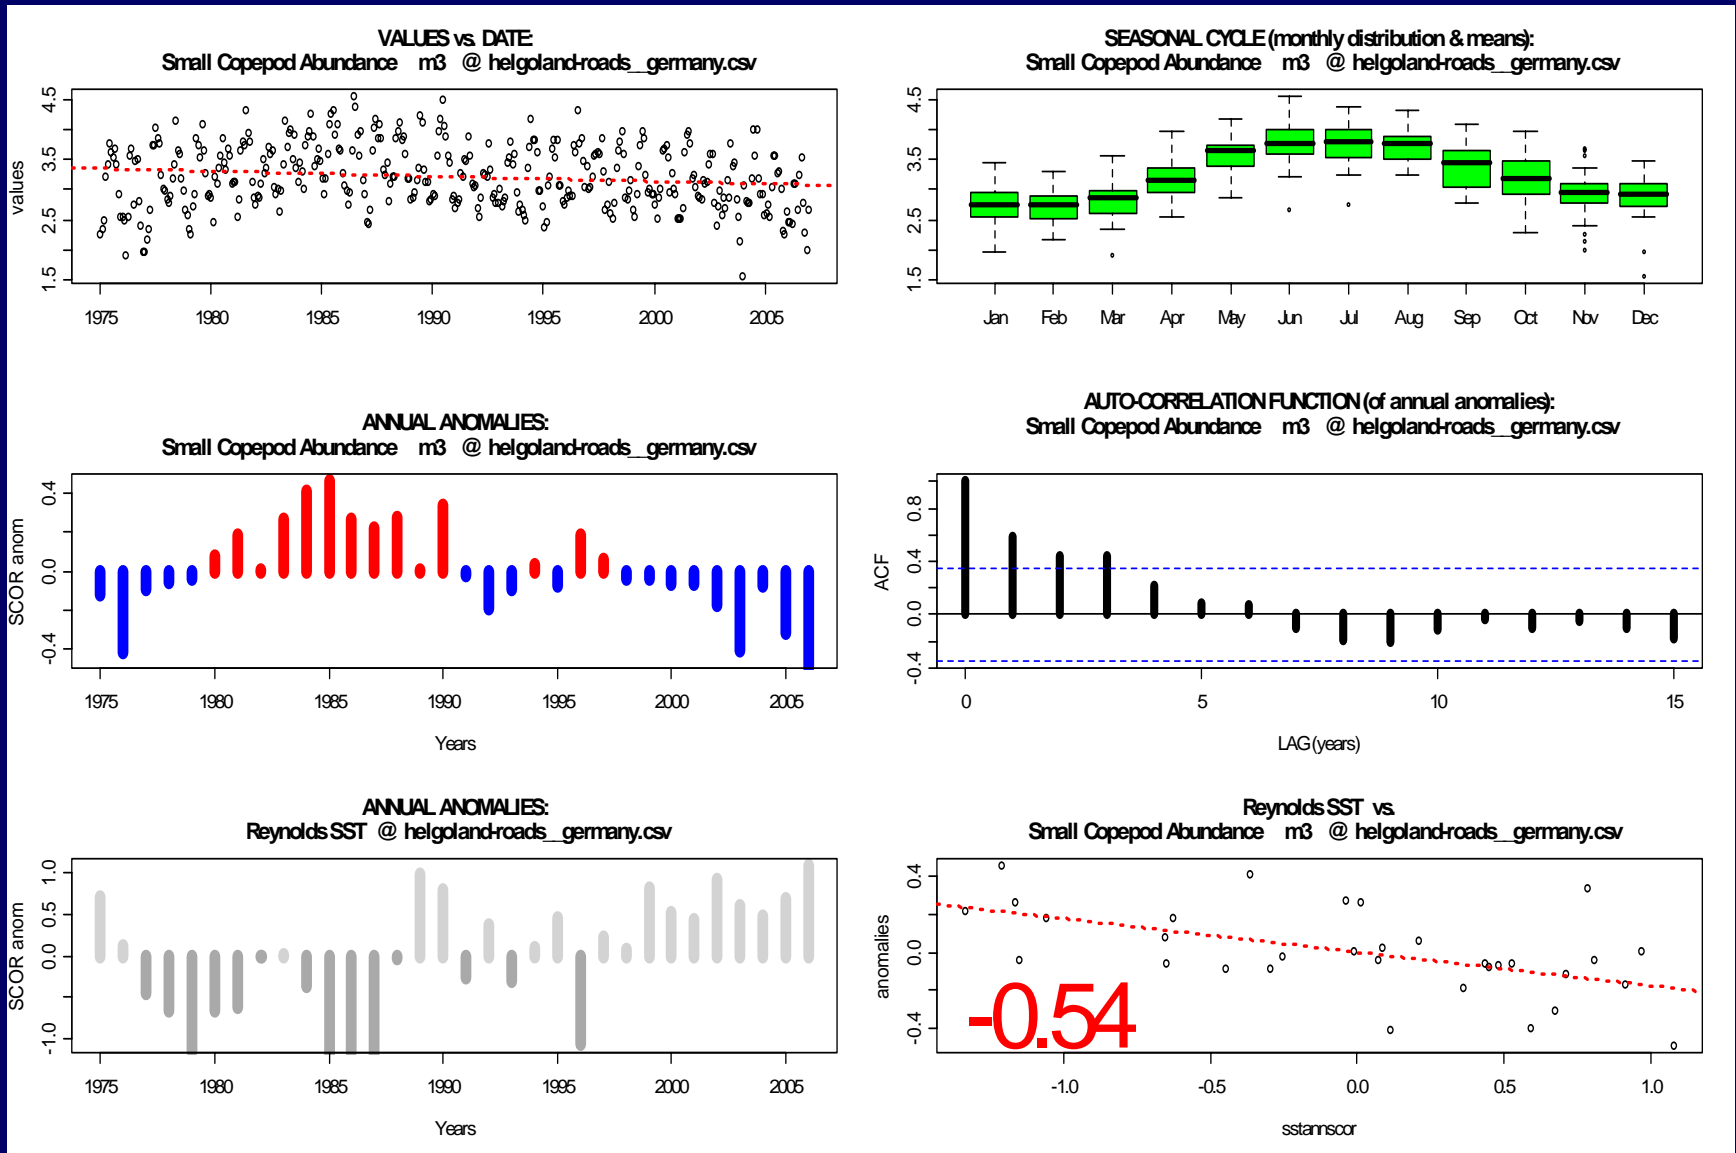 VALUES vs. DATE:
Small Copepod Abundance m3 @ helgoland-roads__germany.csv
values
4.5
3.5
2.5
1.5
1975 1980 1985 1990 1995 2000 2005
SEASONAL CYCLE (monthly distribution & means):
Small Copepod Abundance m3 @ helgoland-roads__germany.csv
4.5
3.5
2.5
1.5
Jan Feb Mar Apr May Jun Jul Aug Sep Oct Nov Dec
ANNUAL ANOMALIES:
Small Copepod Abundance m3 @ helgoland-roads__germany.csv
SCOR anom
0.4
0.0
-0.4
1975 1980 1985 1990 1995 2000 2005
Years
AUTO-CORRELATION FUNCTION (of annual anomalies):
Small Copepod Abundance m3 @ helgoland-roads__germany.csv
ACF
0.8
0.4
0.0
-0.4
0 5 10 15
LAG (years)
ANNUAL ANOMALIES:
Reynolds SST @ helgoland-roads__germany.csv
SCOR anom
1.0
0.5
0.0
-1.0
1975 1980 1985 1990 1995 2000 2005
Years
Reynolds SST vs.
Small Copepod Abundance m3 @ helgoland-roads__germany.csv
anomalies
0.4
0.0
-0.4
-0.54
-1.0 -0.5 0.0 0.5 1.0
sstannscor